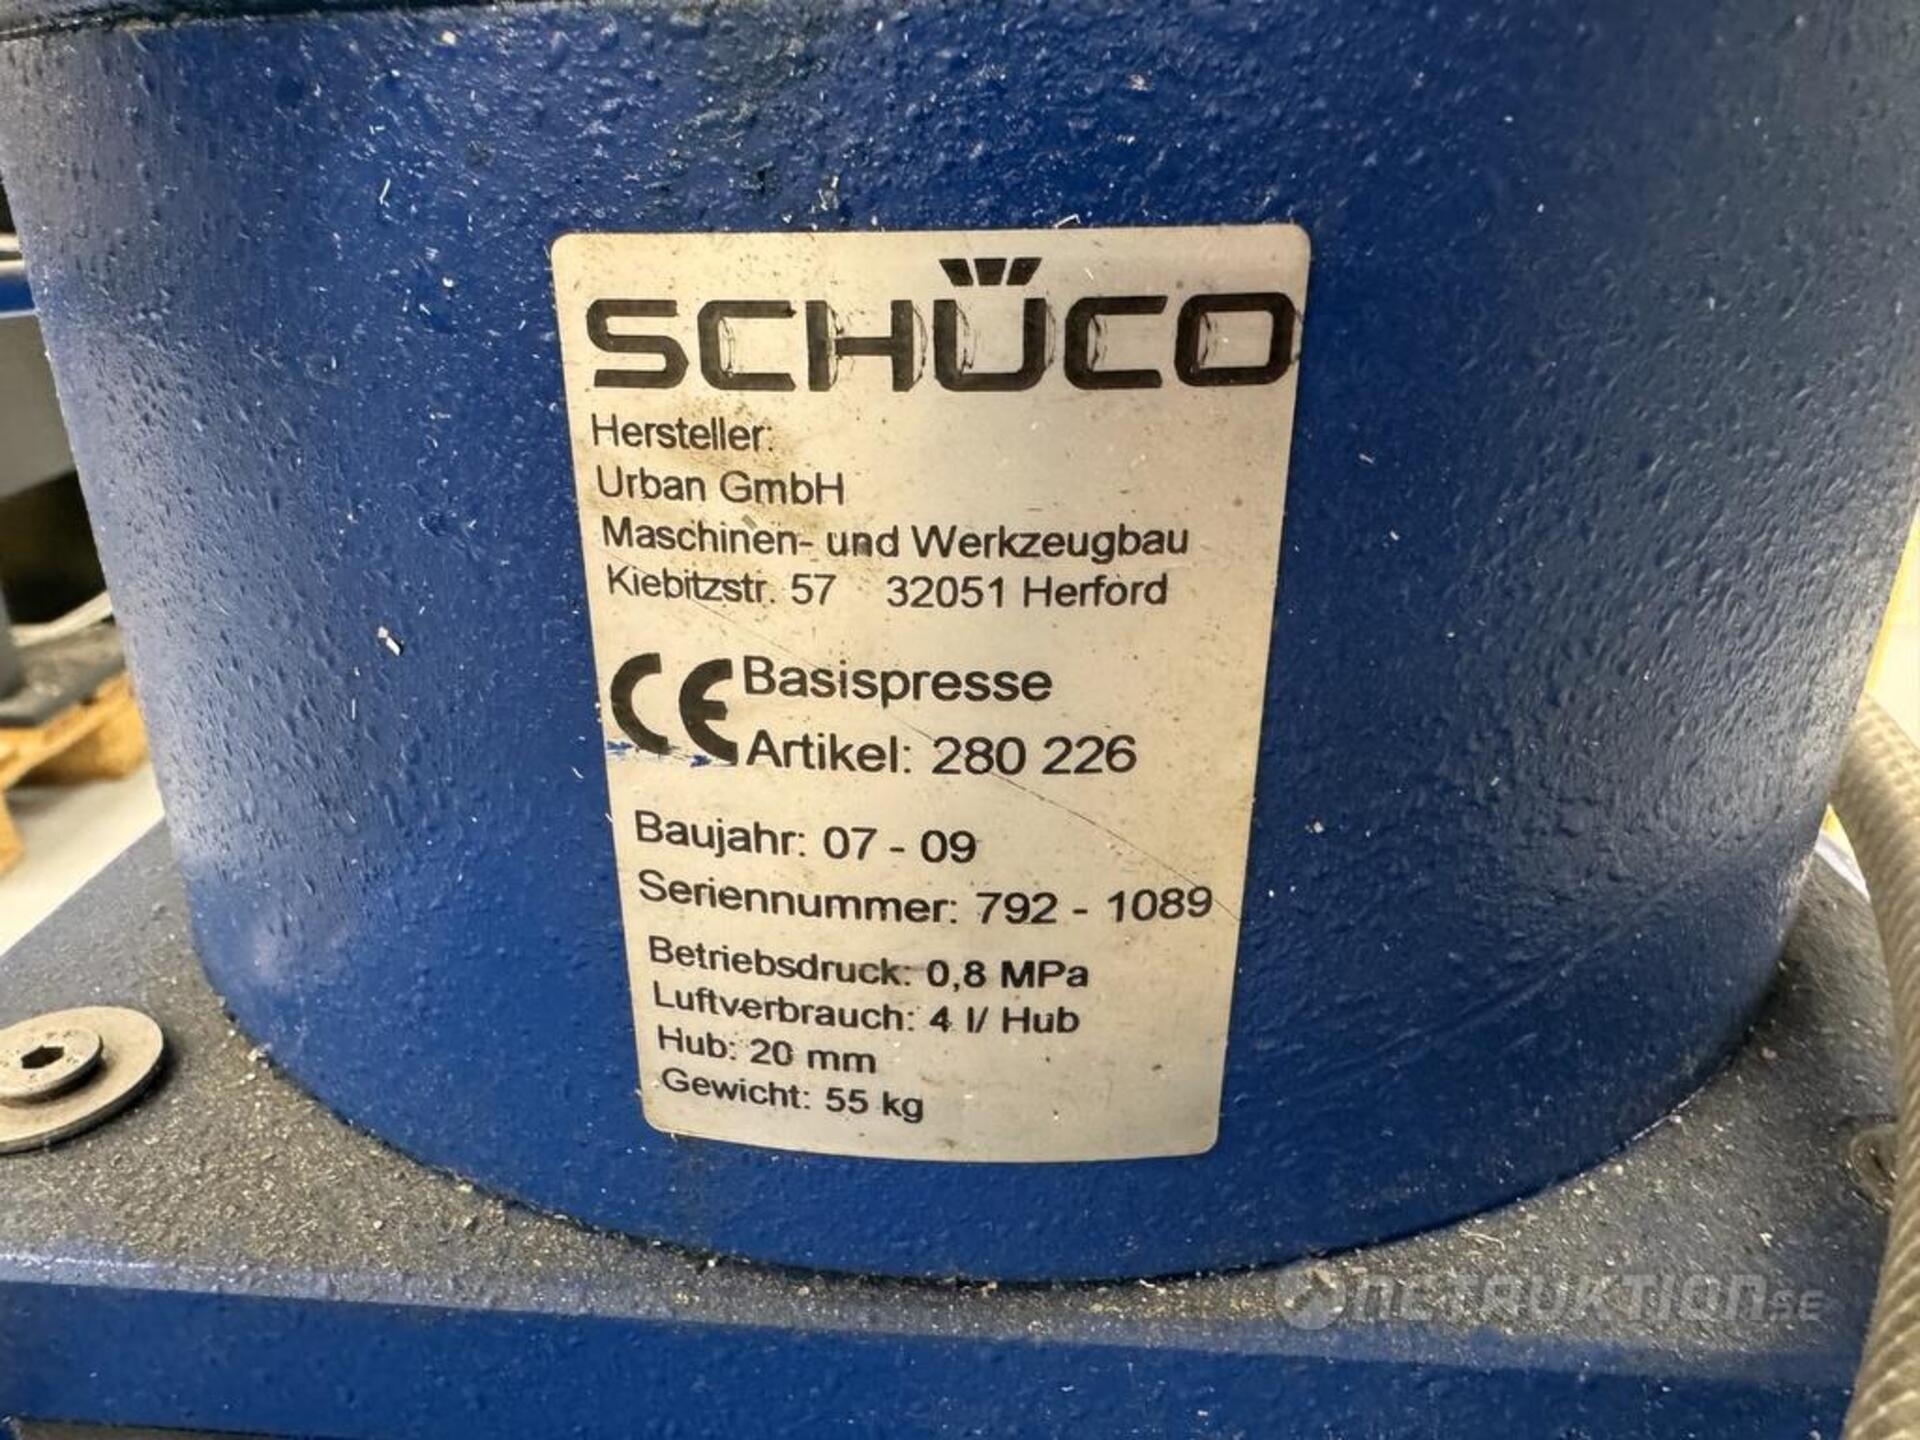 SCHÜCO
Hersteller:
Urban GmbH
Maschinen- und Werkzeugbau
Kiebitzstr. 57 32051 Herford
CE Basispresse
Artikel: 280 226
Baujahr: 07 - 09
Seriennummer: 792 - 1089
Betriebsdruck: 0,8 MPa
Luftverbrauch: 4 l/ Hub
Hub: 20 mm
Gewicht: 55 kg
NETAUKTION.SE